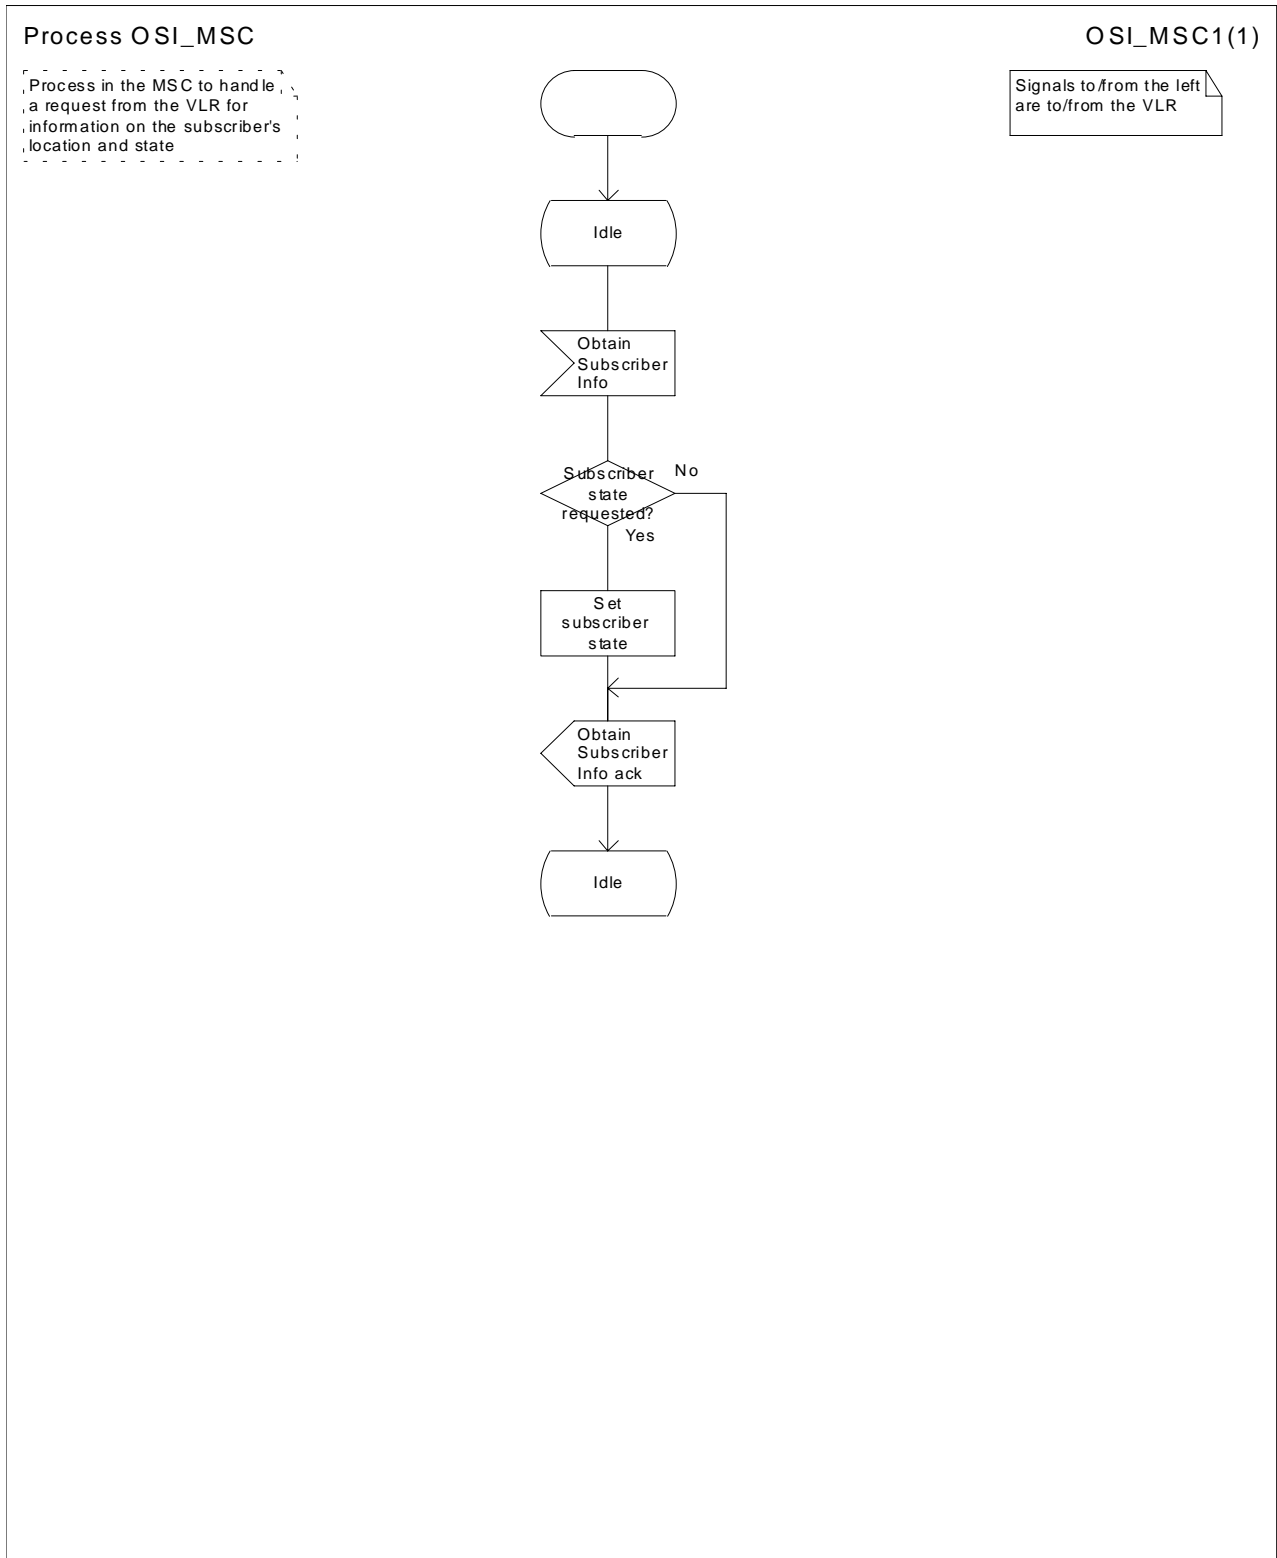 Process OSI_MSC
OSI_MSC1(1)
Process in the MSC to handle
a request from the VLR for
information on the subscriber's
location and state
Signals to/from the left
are to/from the VLR
Idle
Obtain
Subscriber
Info
Subscriber
state
requested?
No
Yes
Set
subscriber
state
Obtain
Subscriber
Info ack
Idle